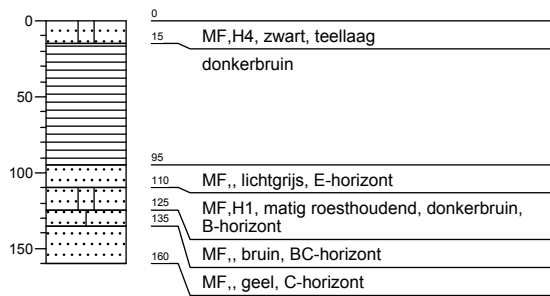 0
50
100
150
0
15
MF,H4, zwart, teellaag
donkerbruin
95
110
MF,, lichtgrijs, E-horizont
125
MF,H1, matig roesthoudend, donkerbruin,
B-horizont
135
MF,, bruin, BC-horizont
160
MF,, geel, C-horizont